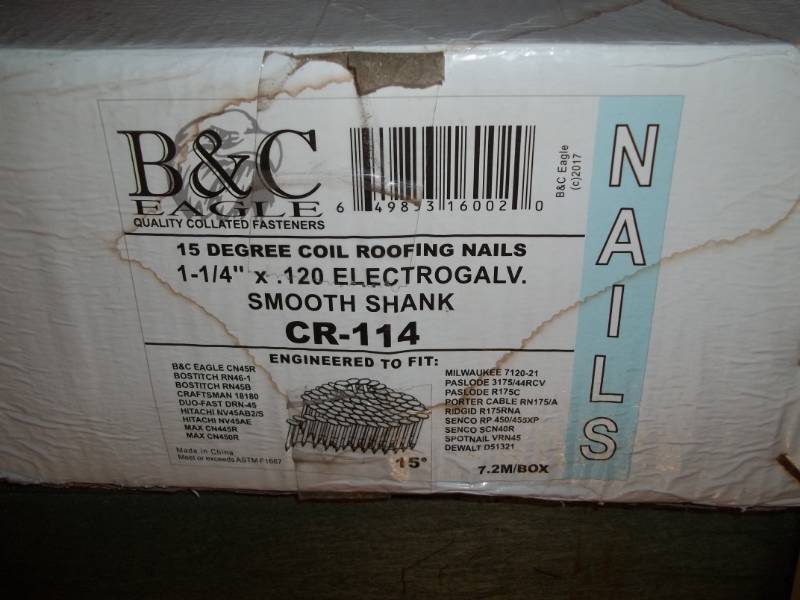 B&C
EAGLE
QUALITY COLLATED FASTENERS
6 49893 16002 0
B&C Eagle
(c)2017
NAILS
15 DEGREE COIL ROOFING NAILS
1-1/4" x .120 ELECTROGALV.
SMOOTH SHANK
CR-114
ENGINEERED TO FIT:
B&C EAGLE CN45R
BOSTITCH RN46-1
BOSTITCH RN45B
CRAFTSMAN 18180
DUO-FAST DRN-45
HITACHI NV45AB2/S
HITACHI NV45AE
MAX CN445R
MAX CN450R
Made in China
Meet or exceeds ASTM F1667
15°
MILWAUKEE 7120-21
PASLODE 3175/44RCV
PASLODE R175C
PORTER CABLE RN175/A
RIDGID R175RNA
SENCO RP 450/455XP
SENCO SCN40R
SPOTNAIL VRN45
DEWALT D51321
7.2M/BOX